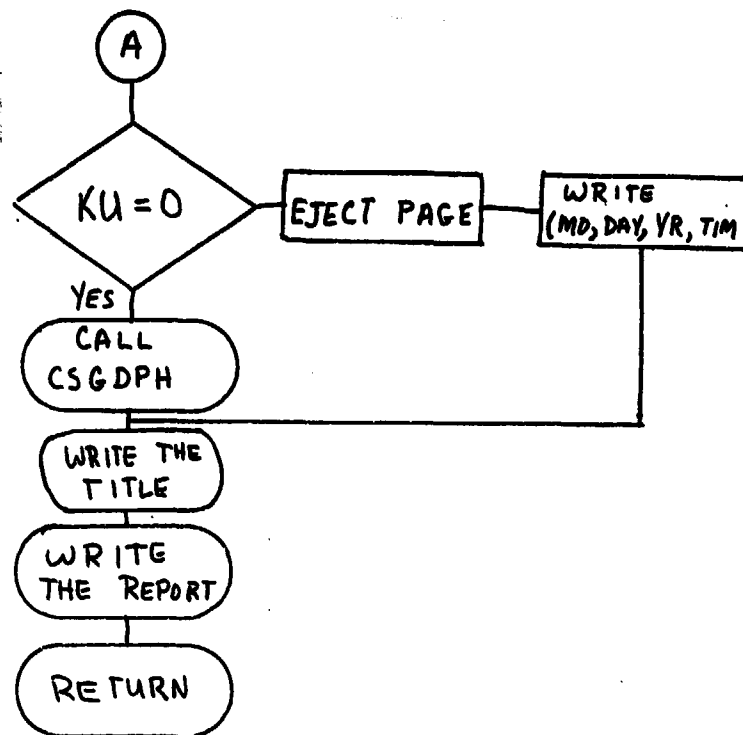 A
KU = 0
EJECT PAGE
WRITE
(MO, DAY, YR, TIM
YES
CALL
CSGDPH
WRITE THE
TITLE
WRITE
THE REPORT
RETURN